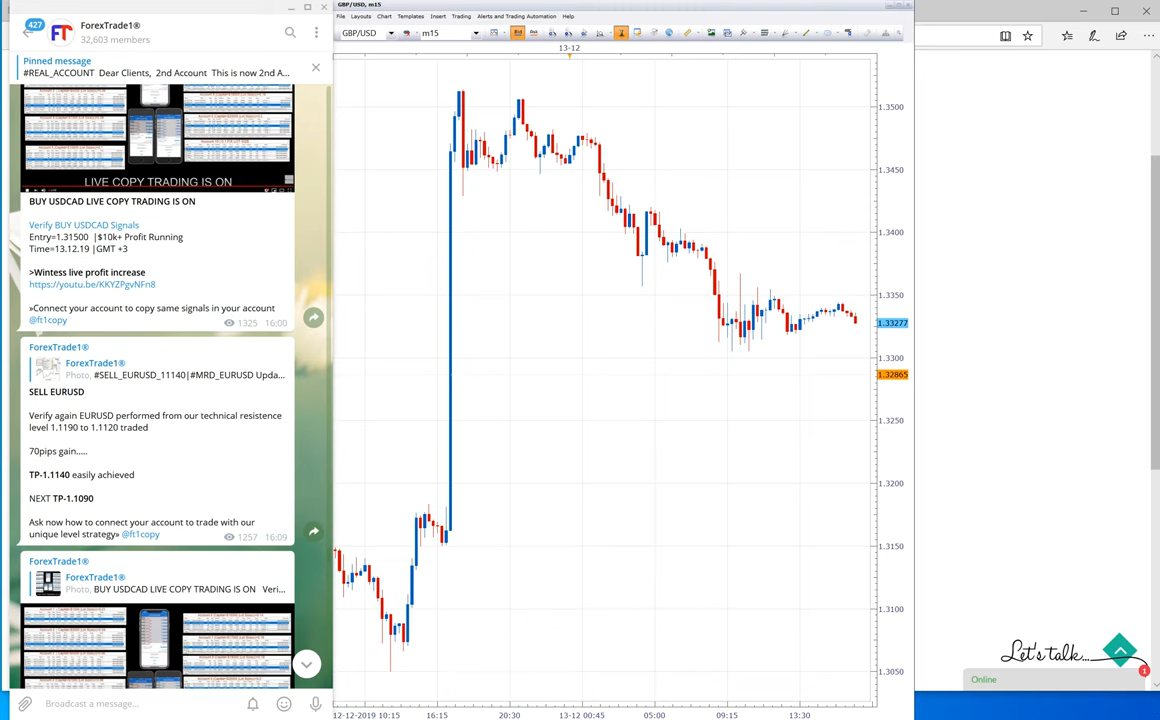 427
FT
ForexTrade1®
32,603 members
Pinned message
#REAL_ACCOUNT Dear Clients, 2nd Account This is now 2nd A...
LIVE COPY TRADING IS ON
BUY USDCAD LIVE COPY TRADING IS ON
Verify BUY USDCAD Signals
Entry=1.31500 |$10k+ Profit Running
Time=13.12.19 |GMT +3
>Wintess live profit increase
https://youtu.be/KKYZPgvNFn8
»Connect your account to copy same signals in your account
@ft1copy
1325 16:00
ForexTrade1®
ForexTrade1®
Photo, #SELL_EURUSD_11140|#MRD_EURUSD Upda...
SELL EURUSD
Verify again EURUSD performed from our technical resistence
level 1.1190 to 1.1120 traded
70pips gain.....
TP-1.1140 easily achieved
NEXT TP-1.1090
Ask now how to connect your account to trade with our
unique level strategy» @ft1copy
1257 16:09
ForexTrade1®
ForexTrade1®
Photo, BUY USDCAD LIVE COPY TRADING IS ON Veri...
Broadcast a message...
GBP/USD, m15
File Layouts Chart Templates Insert Trading Alerts and Trading Automation Help
GBP/USD
m15
13-12
1.3500
1.3450
1.3400
1.3350
1.33277
1.3300
1.32865
1.3250
1.3200
1.3150
1.3100
1.3050
12-12-2019 10:15 16:15 20:30 13-12 00:45 05:00 09:15 13:30
Let's talk...
1
Online